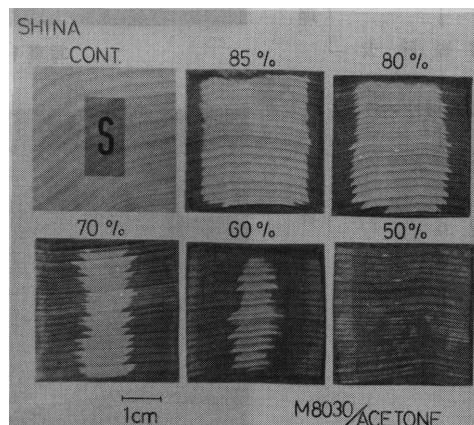 SHINA
CONT.
85 %
80 %
S
70 %
60 %
50%
1cm
M8030/ACETONE